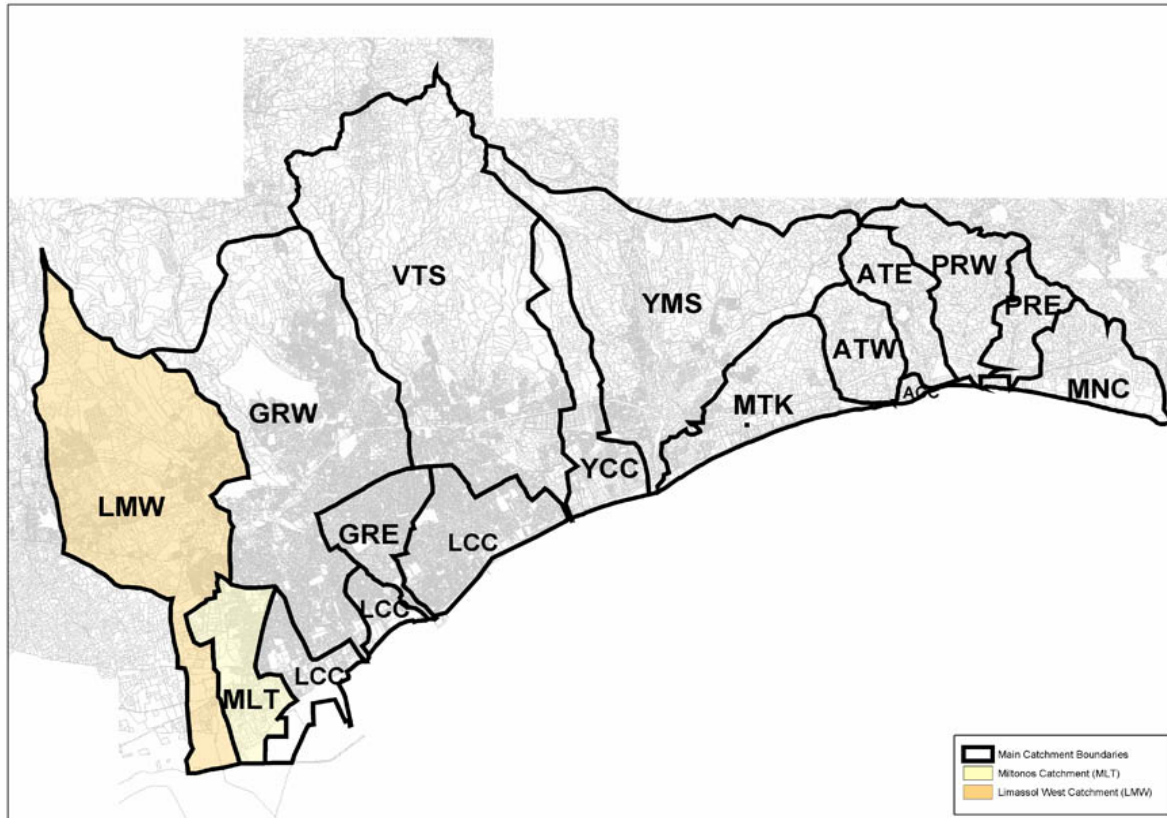 VTS
ATE
PRW
YMS
PRE
ATW
ACC
MNC
MTK
GRW
YCC
LMW
GRE
LCC
LCC
LCC
MLT
Main Catchment Boundaries
Miltonos Catchment (MLT)
Limassol West Catchment (LMW)